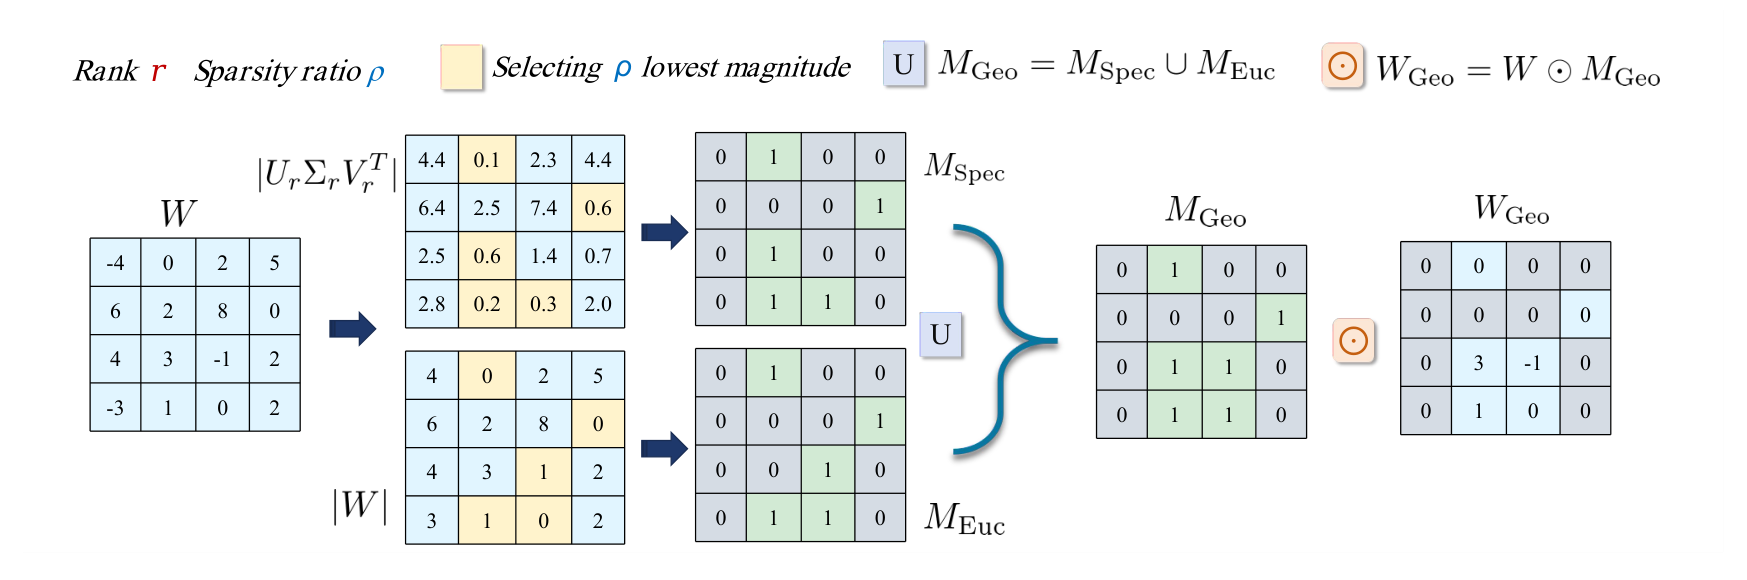 Rank r Sparsity ratio ρ Selecting ρ lowest magnitude U M_Geo = M_Spec ∪ M_Euc ⊙ W_Geo = W ⊙ M_Geo
W
-4 0 2 5
6 2 8 0
4 3 -1 2
-3 1 0 2
|U_rΣ_rV_r^T|
4.4 0.1 2.3 4.4
6.4 2.5 7.4 0.6
2.5 0.6 1.4 0.7
2.8 0.2 0.3 2.0
|W|
4 0 2 5
6 2 8 0
4 3 1 2
3 1 0 2
M_Spec
0 1 0 0
0 0 0 1
0 1 0 0
0 1 1 0
U
M_Euc
0 1 0 0
0 0 0 1
0 0 1 0
0 1 1 0
M_Geo
0 1 0 0
0 0 0 1
0 1 1 0
0 1 1 0
⊙
W_Geo
0 0 0 0
0 0 0 0
0 3 -1 0
0 1 0 0